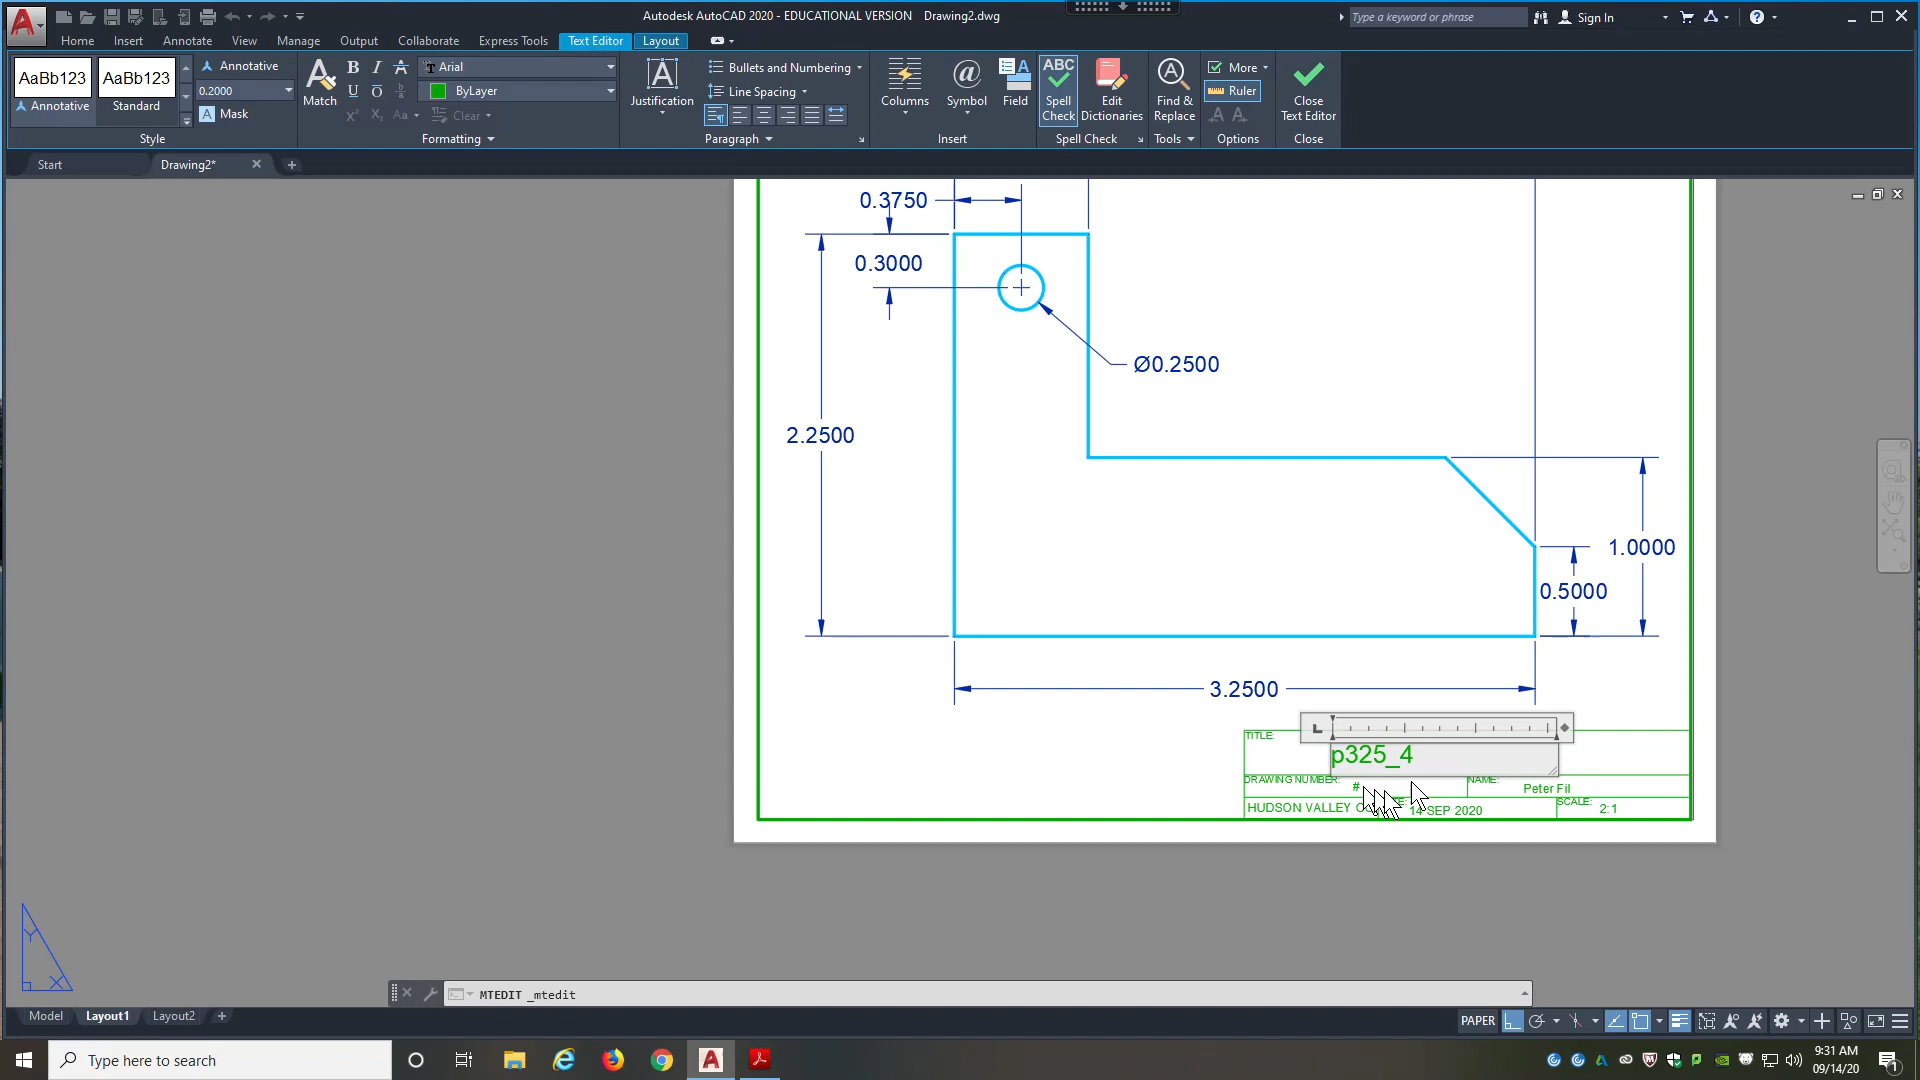 Autodesk AutoCAD 2020 - EDUCATIONAL VERSION Drawing2.dwg
Type a keyword or phrase
Sign In
Home Insert Annotate View Manage Output Collaborate Express Tools Text Editor Layout
AaBb123 AaBb123
Annotative Standard
Annotative
0.2000
Mask
Style
Match
Arial
ByLayer
Clear
Formatting
Justification
Bullets and Numbering
Line Spacing
Paragraph
Columns
Symbol
Field
Insert
ABC
Spell Check
Edit Dictionaries
Spell Check
Find & Replace
Tools
More
Ruler
Options
Close Text Editor
Close
Start Drawing2*
0.3750
0.3000
Ø0.2500
2.2500
1.0000
0.5000
3.2500
TITLE:
p325_4
DRAWING NUMBER:
#
NAME:
Peter Fil
HUDSON VALLEY
14 SEP 2020
SCALE:
2:1
Y
X
MTEDIT _mtedit
Model Layout1 Layout2
PAPER
Type here to search
9:31 AM
09/14/20
1